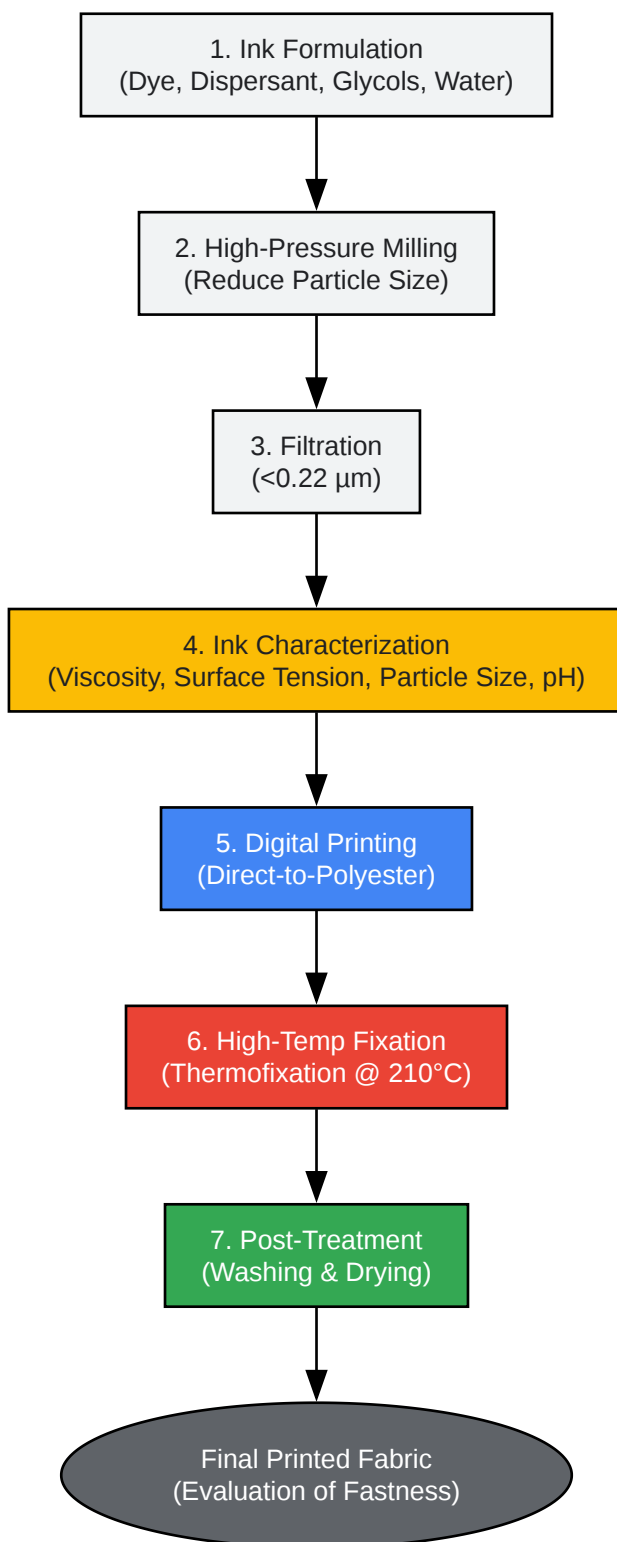 1. Ink Formulation
(Dye, Dispersant, Glycols, Water)
2. High-Pressure Milling
(Reduce Particle Size)
3. Filtration
(<0.22 µm)
4. Ink Characterization
(Viscosity, Surface Tension, Particle Size, pH)
5. Digital Printing
(Direct-to-Polyester)
6. High-Temp Fixation
(Thermofixation @ 210°C)
7. Post-Treatment
(Washing & Drying)
Final Printed Fabric
(Evaluation of Fastness)